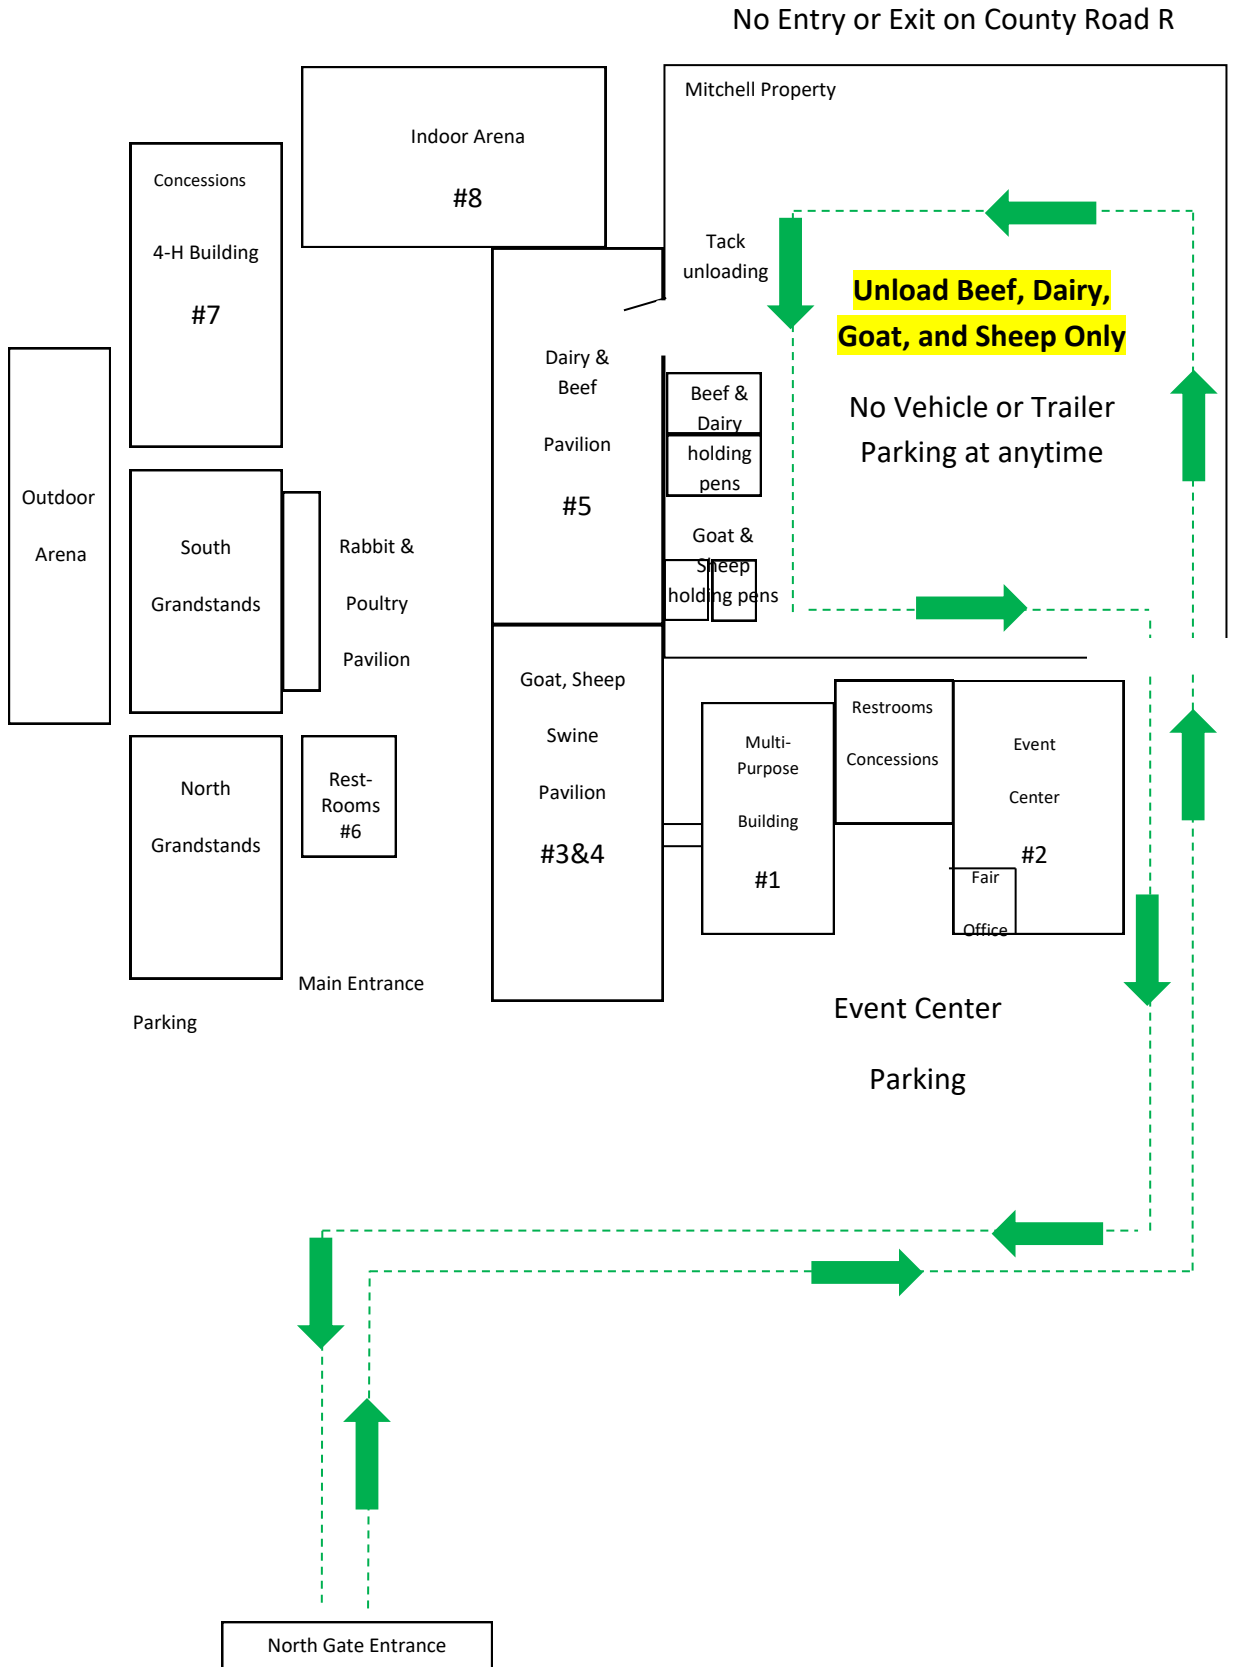 No Entry or Exit on County Road R
Mitchell Property
Indoor Arena
#8
Concessions
4-H Building
#7
Tack
unloading
Unload Beef, Dairy,
Goat, and Sheep Only
No Vehicle or Trailer
Parking at anytime
Dairy &
Beef
Pavilion
#5
Beef &
Dairy
holding
pens
Goat &
Sheep
holding pens
Outdoor
Arena
South
Grandstands
Rabbit &
Poultry
Pavilion
Goat, Sheep
Swine
Pavilion
#3&4
North
Grandstands
Rest-
Rooms
#6
Multi-
Purpose
Building
#1
Restrooms
Concessions
Event
Center
#2
Fair
Office
Main Entrance
Parking
Event Center
Parking
North Gate Entrance